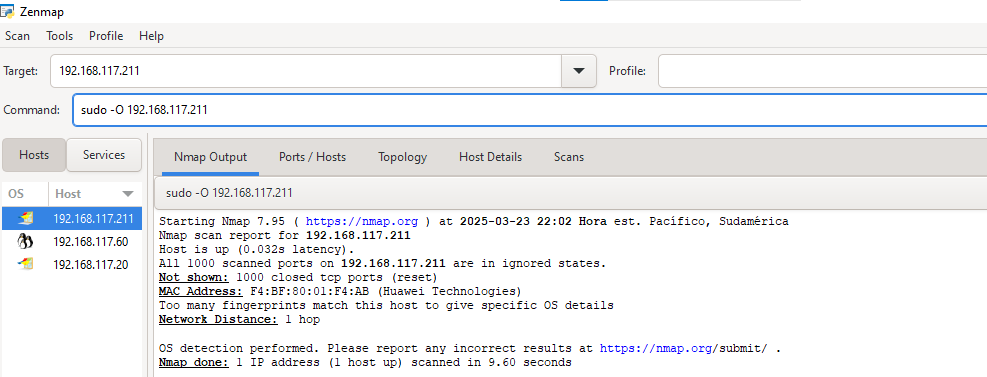 Zenmap
Scan Tools Profile Help
Target: 192.168.117.211 Profile:
Command: sudo -O 192.168.117.211
Hosts Services Nmap Output Ports / Hosts Topology Host Details Scans
OS Host
sudo -O 192.168.117.211
192.168.117.211
192.168.117.60
192.168.117.20
Starting Nmap 7.95 ( https://nmap.org ) at 2025-03-23 22:02 Hora est. Pacífico, Sudamérica
Nmap scan report for 192.168.117.211
Host is up (0.032s latency).
All 1000 scanned ports on 192.168.117.211 are in ignored states.
Not shown: 1000 closed tcp ports (reset)
MAC Address: F4:BF:80:01:F4:AB (Huawei Technologies)
Too many fingerprints match this host to give specific OS details
Network Distance: 1 hop
OS detection performed. Please report any incorrect results at https://nmap.org/submit/ .
Nmap done: 1 IP address (1 host up) scanned in 9.60 seconds